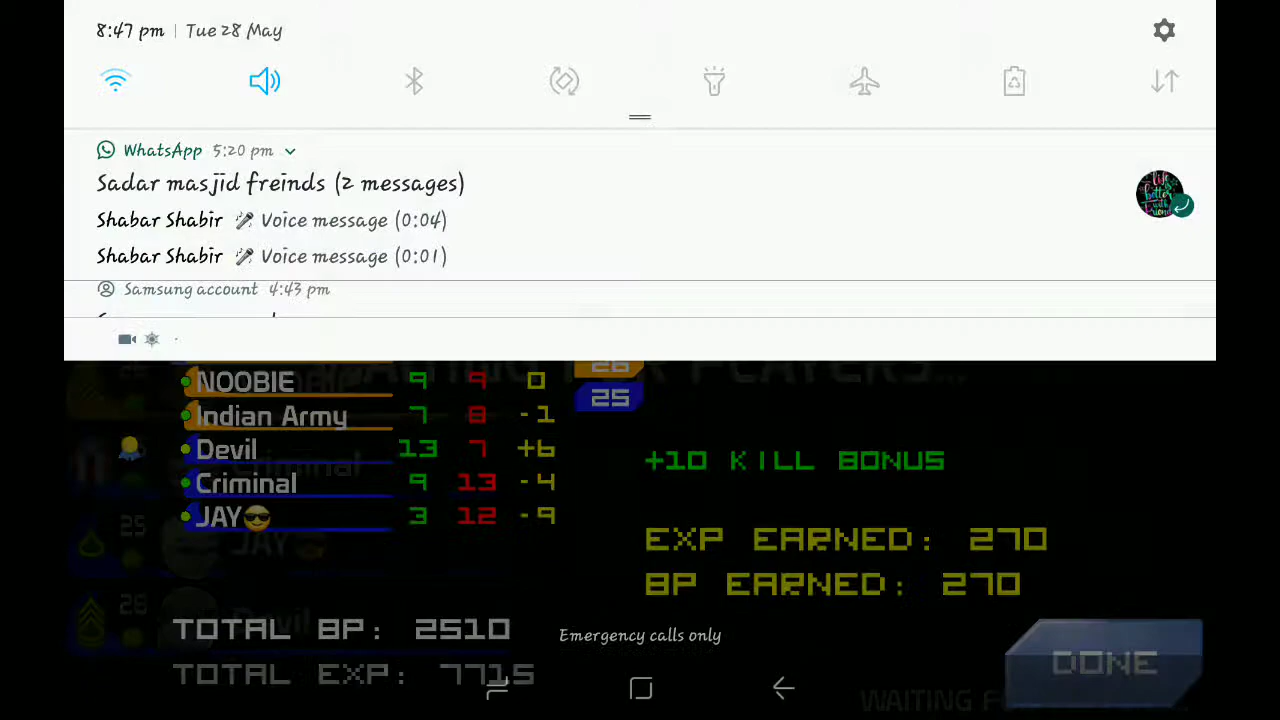 8:47 pm | Tue 28 May
WhatsApp 5:20 pm
Sadar masjid freinds (2 messages)
Shabar Shabir 🎤 Voice message (0:04)
Shabar Shabir 🎤 Voice message (0:01)
Samsung account 4:43 pm
NOOBIE 9 9 0
25
Indian Army 7 8 -1
Devil 13 7 +6
Criminal 9 13 -4
JAY😎 3 12 -9
+10 KILL BONUS
EXP EARNED: 270
BP EARNED: 270
TOTAL BP: 2510
Emergency calls only
TOTAL EXP: 7715
DONE